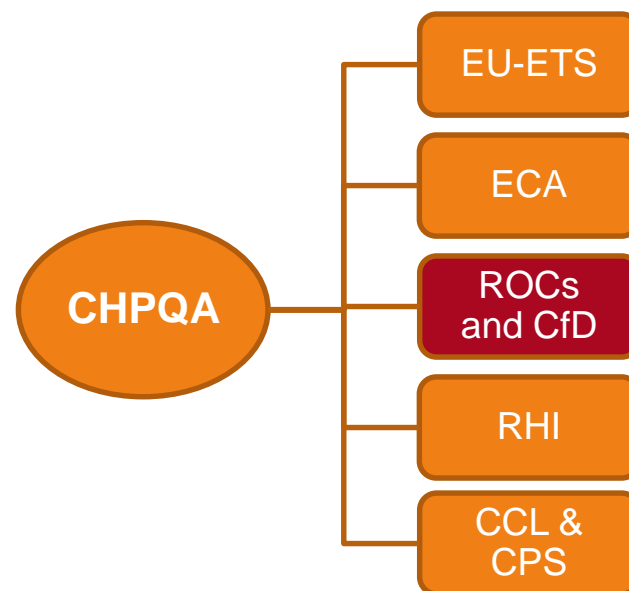 EU-ETS
ECA
CHPQA
ROCs
and CfD
RHI
CCL &
CPS